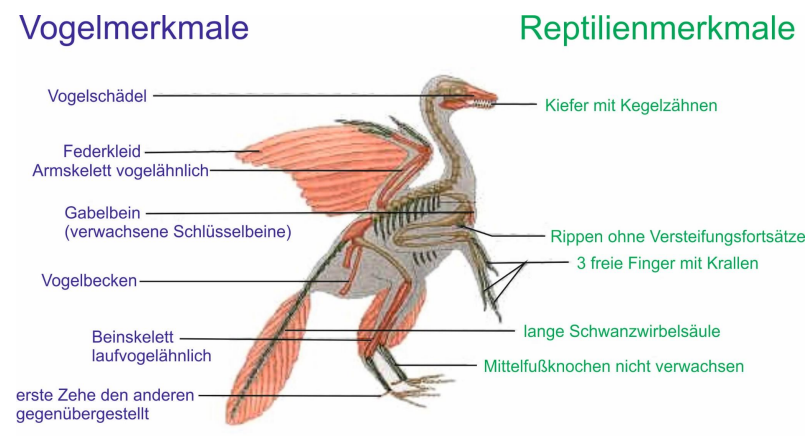 Vogelmerkmale
Reptilienmerkmale
Vogelschädel
Kiefer mit Kegelzähnen
Federkleid
Armskelett vogelähnlich
Gabelbein
(verwachsene Schlüsselbeine)
Rippen ohne Versteifungsfortsätze
3 freie Finger mit Krallen
Vogelbecken
lange Schwanzwirbelsäule
Beinskelett
laufvogelähnlich
Mittelfußknochen nicht verwachsen
erste Zehe den anderen
gegenübergestellt